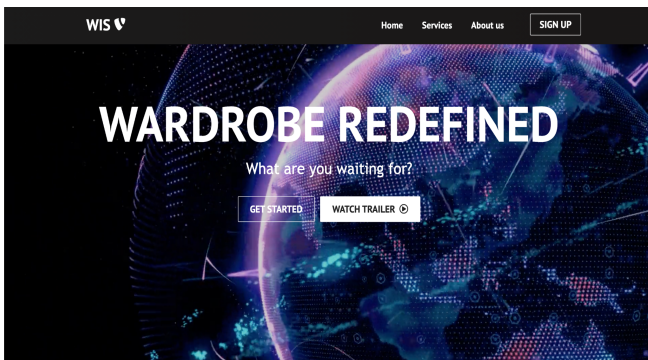 WIS
Home Services About us SIGN UP
WARDROBE REDEFINED
What are you waiting for?
GET STARTED WATCH TRAILER